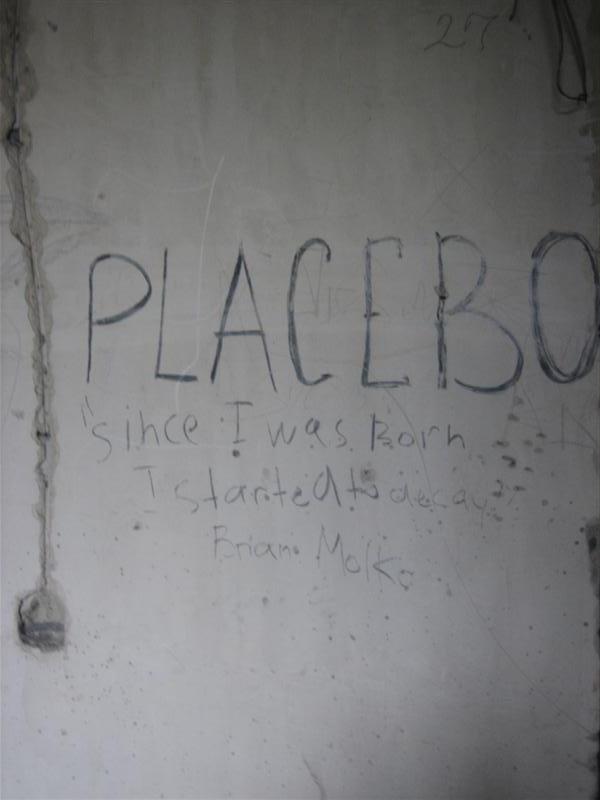 27
PLACEBO
"Since I was Born
I started to decay"
Brian Molko